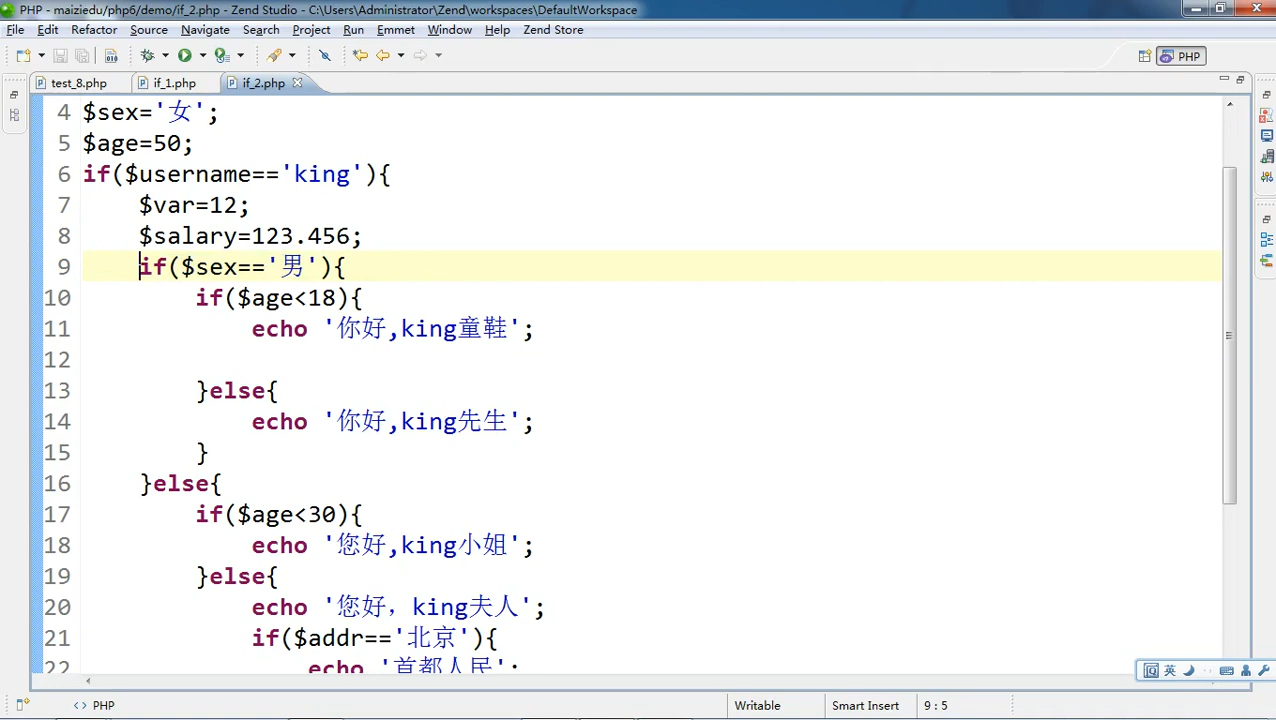 PHP - maiziedu/php6/demo/if_2.php - Zend Studio - C:\Users\Administrator\Zend\workspaces\DefaultWorkspace
File Edit Refactor Source Navigate Search Project Run Emmet Window Help Zend Store
PHP
test_8.php if_1.php if_2.php
4 $sex='女';
5 $age=50;
6 if($username=='king'){
7 $var=12;
8 $salary=123.456;
9 if($sex=='男'){
10 if($age<18){
11 echo '你好,king童鞋';
12
13 }else{
14 echo '你好,king先生';
15 }
16 }else{
17 if($age<30){
18 echo '您好,king小姐';
19 }else{
20 echo '您好，king夫人';
21 if($addr=='北京'){
22 echo '首都人民';
英
<> PHP Writable Smart Insert 9 : 5